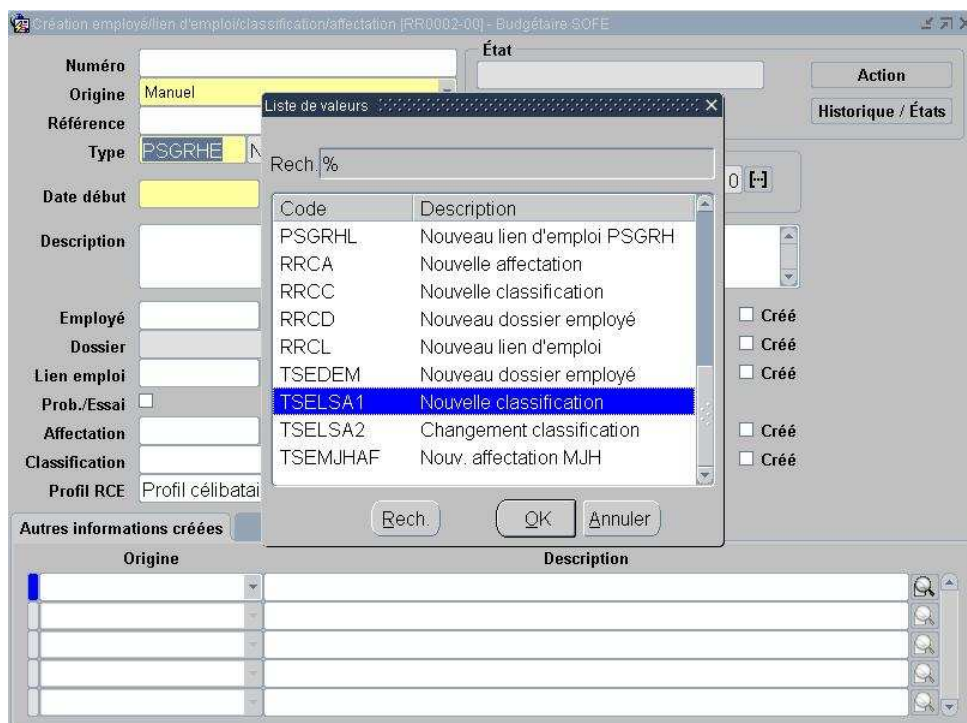 Création employé/lien d'emploi/classification/affectation [RR0002-00] - Budgétaire SOFE
État
Numéro
Action
Origine Manuel
Historique / États
Référence
Type PSGRHE N
Date début
0
Description
Employé
Créé
Dossier
Créé
Lien emploi
Créé
Prob./Essai
Affectation
Créé
Classification
Créé
Profil RCE Profil célibatai
Liste de valeurs
Rech. %
Code Description
PSGRHL Nouveau lien d'emploi PSGRH
RRCA Nouvelle affectation
RRCC Nouvelle classification
RRCD Nouveau dossier employé
RRCL Nouveau lien d'emploi
TSEDEM Nouveau dossier employé
TSELSA1 Nouvelle classification
TSELSA2 Changement classification
TSEMJHAF Nouv. affectation MJH
Rech. OK Annuler
Autres informations créées
Origine Description